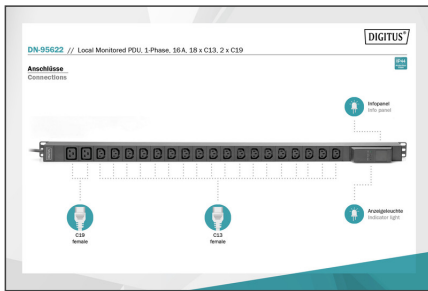 DIGITUS®
DN-95622 // Local Monitored PDU, 1-Phase, 16 A, 18 x C13, 2 x C19
Anschlüsse
Connections
Infopanel
Info panel
C19
female
C13
female
Anzeigeleuchte
Indicator light